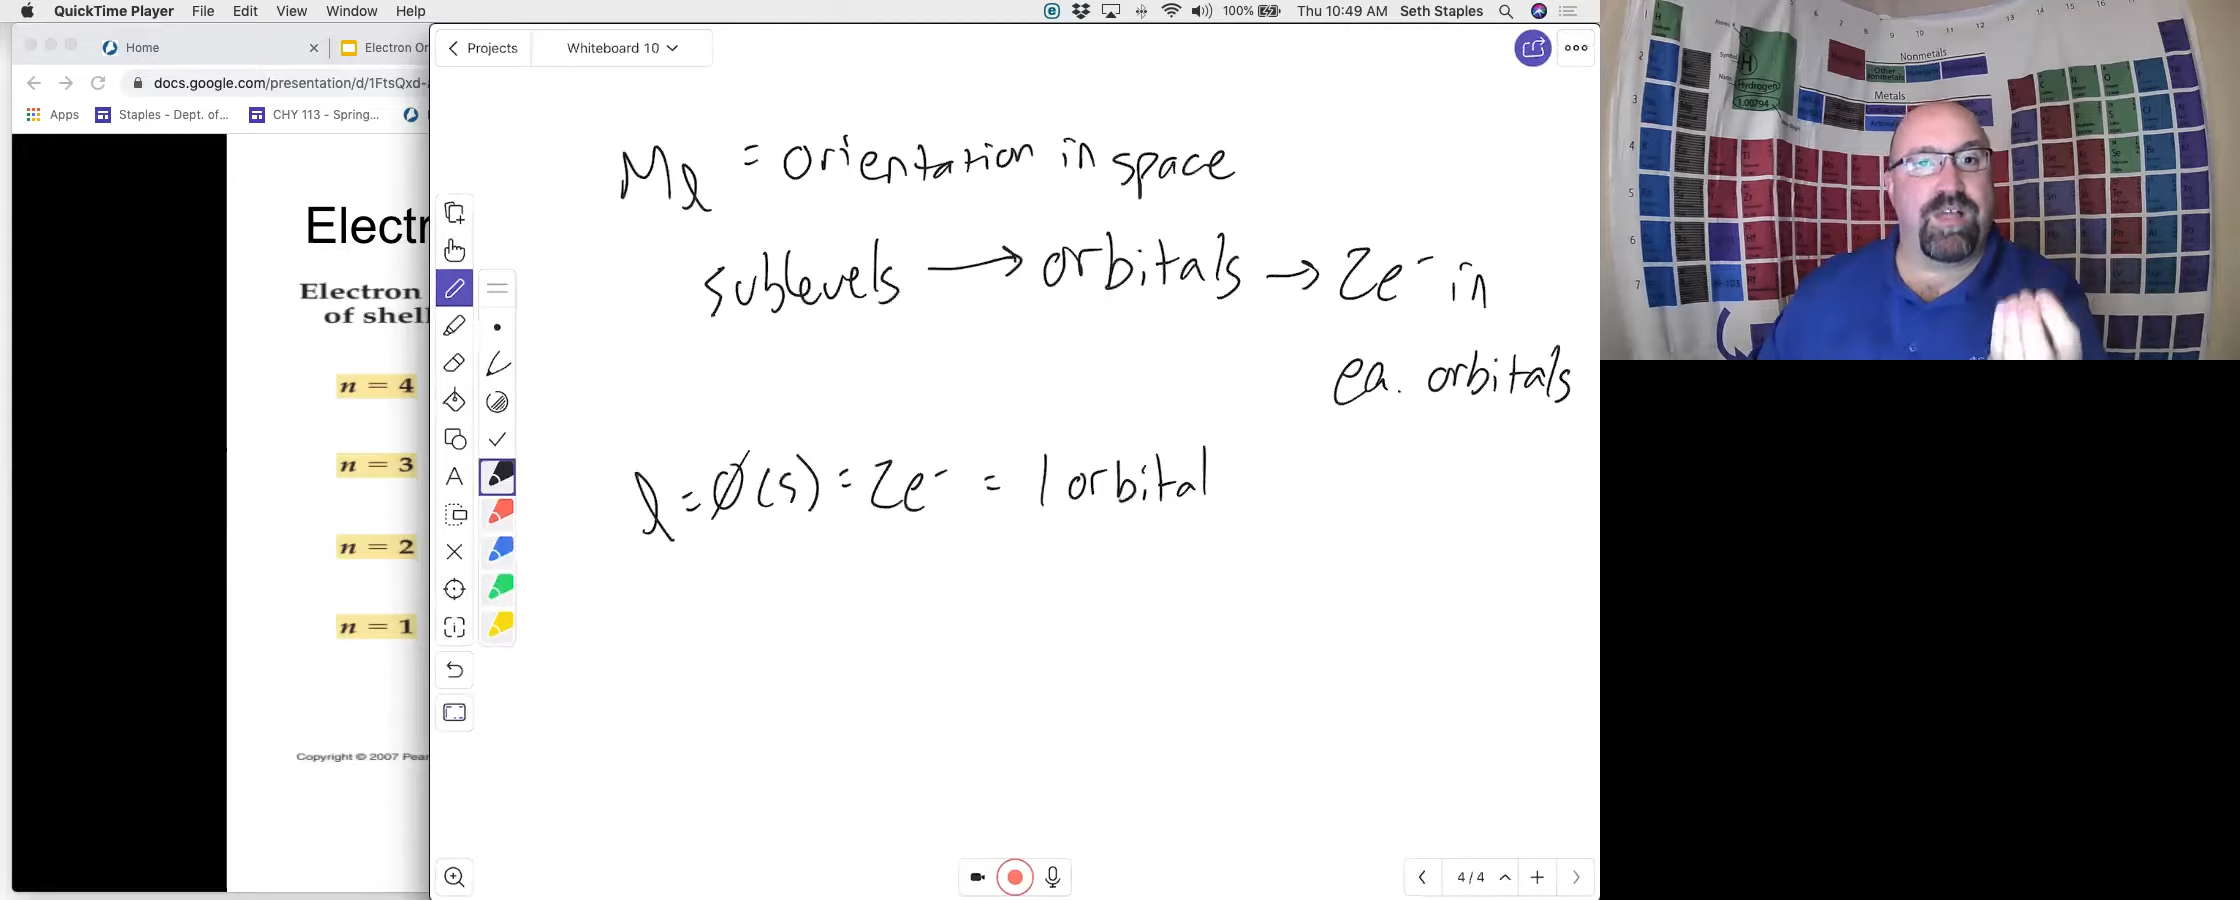 QuickTime Player File Edit View Window Help 100% Thu 10:49 AM Seth Staples
Home
Electron Or
docs.google.com/presentation/d/1FtsQxd-
Apps Staples - Dept. of... CHY 113 - Spring...
Projects Whiteboard 10
Electr
Electron
of shell
n = 4
n = 3
n = 2
n = 1
Copyright © 2007 Pear
Mℓ = orientation in space
sublevels → orbitals → 2e⁻ in
ea. orbitals
ℓ = Ø (s) = 2e⁻ = 1 orbital
4/4
Nonmetals
Metals
H
Hydrogen
1.00794